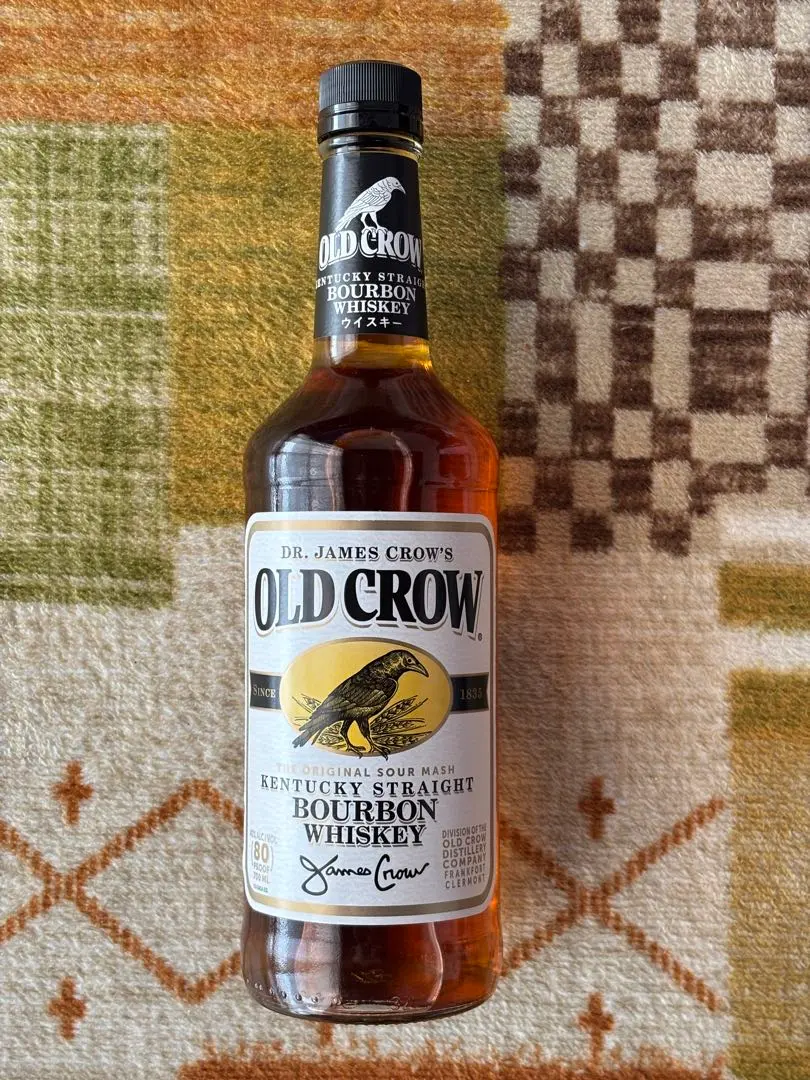 OLD CROW
KENTUCKY STRAIGHT
BOURBON
WHISKEY
ウイスキー
DR. JAMES CROW'S
OLD CROW®
SINCE 1835
THE ORIGINAL SOUR MASH
KENTUCKY STRAIGHT
BOURBON
WHISKEY
James Crow
80
PROOF
700 ML
DIVISION OF THE
OLD CROW
DISTILLERY
COMPANY
FRANKFORT
CLERMONT